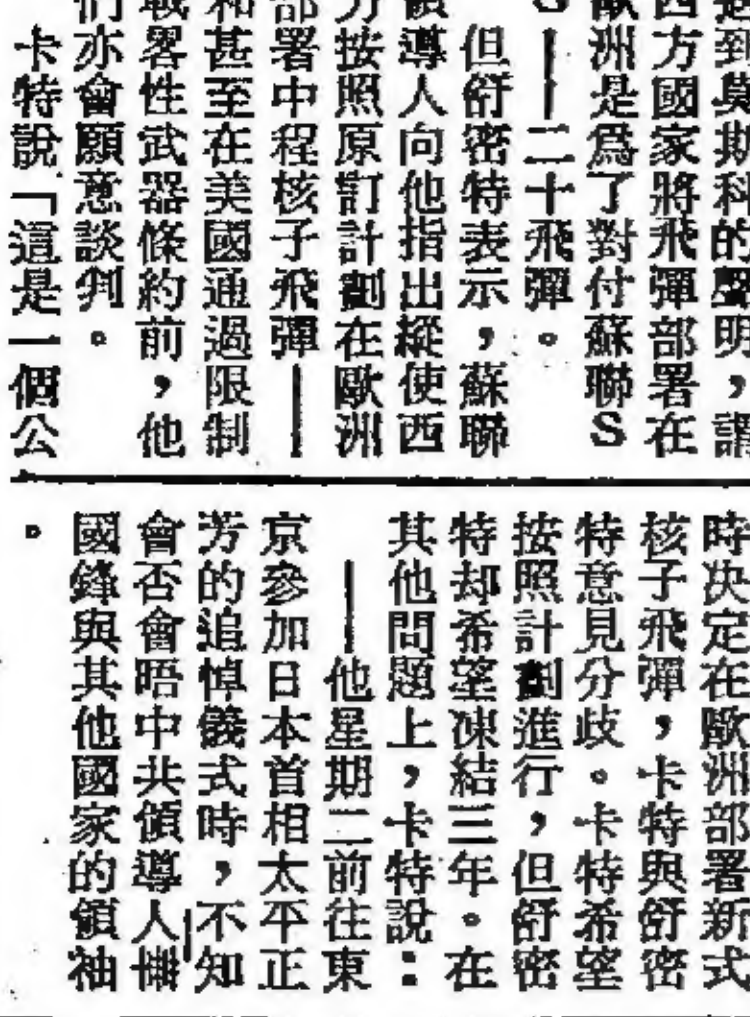 到莫斯科的聲明，謂
西方國家將飛彈部署在
歐洲是爲了對付蘇聯S
S——二十飛彈。
但舒密特表示，蘇聯
領導人向他指出縱使西
方按照原訂計劃在歐洲
部署中程核子飛彈——
和甚至在美國通過限制
戰畧性武器條約前，他
們亦會願意談判。
卡特說「這是一個公
時决定在歐洲部署新式
核子飛彈，卡特與舒密
特意見分歧。卡特希望
按照計劃進行，但舒密
特却希望凍結三年。在
其他問題上，卡特說：
——他星期二前往東
京參加日本首相太平正
芳的追悼儀式時，不知
會否會晤中共領導人
國鋒與其他國家的領袖
。